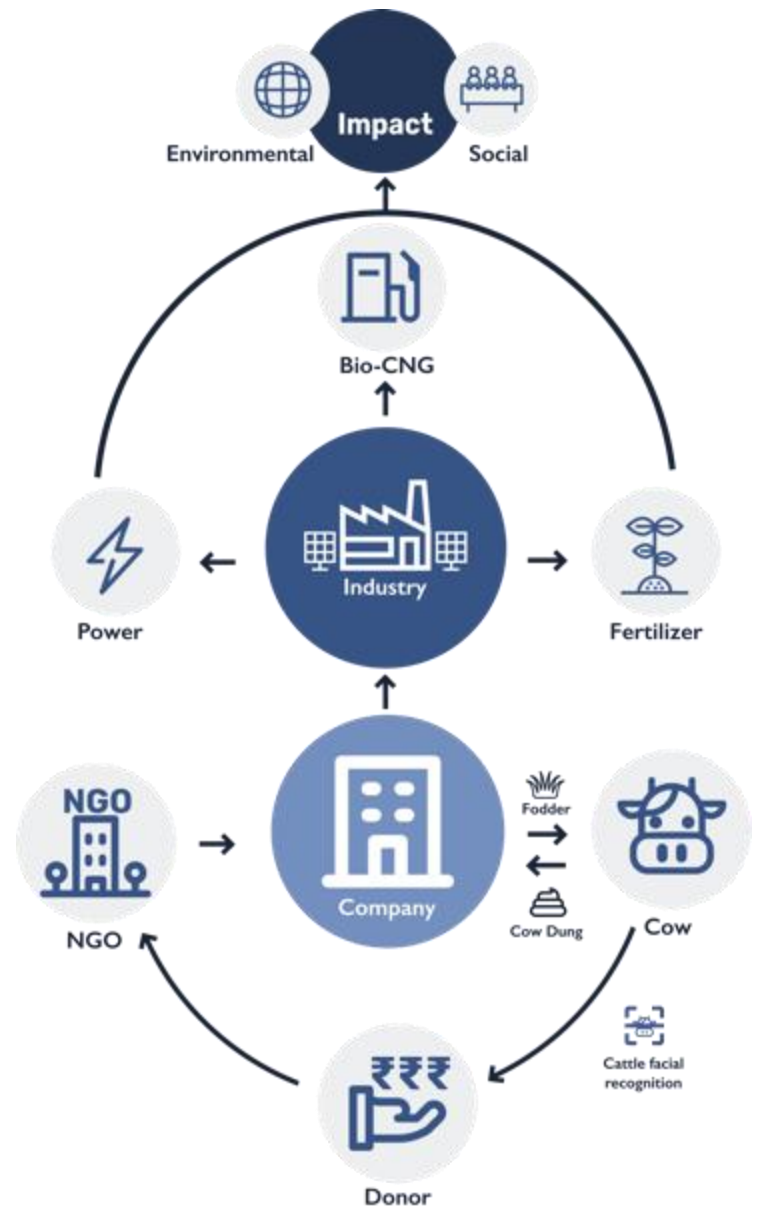 Impact
Environmental
Social
Bio-CNG
Industry
Power
Fertilizer
NGO
Fodder
Company
Cow Dung
Cow
NGO
Cattle facial
recognition
₹₹₹
Donor